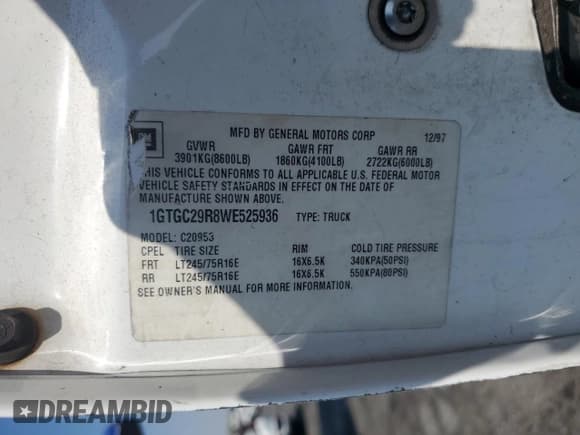 MFD BY GENERAL MOTORS CORP 12/97
GM
GVWR GAWR FRT GAWR RR
3901KG(8600LB) 1860KG(4100LB) 2722KG(6000LB)
THIS VEHICLE CONFORMS TO ALL APPLICABLE U.S. FEDERAL MOTOR
VEHICLE SAFETY STANDARDS IN EFFECT ON THE DATE OF
MANUFACTURE SHOWN ABOVE.
1GTGC29R8WE525936 TYPE: TRUCK
MODEL: C20953
CPEL TIRE SIZE RIM COLD TIRE PRESSURE
FRT LT245/75R16E 16X6.5K 340KPA(50PSI)
RR LT245/75R16E 16X6.5K 550KPA(80PSI)
SEE OWNER'S MANUAL FOR MORE INFORMATION.
DREAMBID